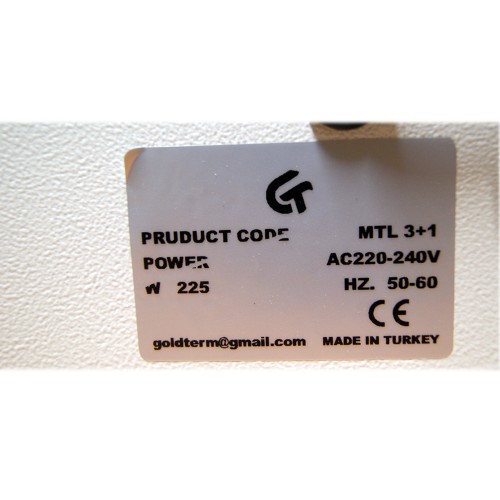 GT
PRUDUCT CODE MTL 3+1
POWER AC220-240V
W 225 HZ. 50-60
CE
goldterm@gmail.com MADE IN TURKEY